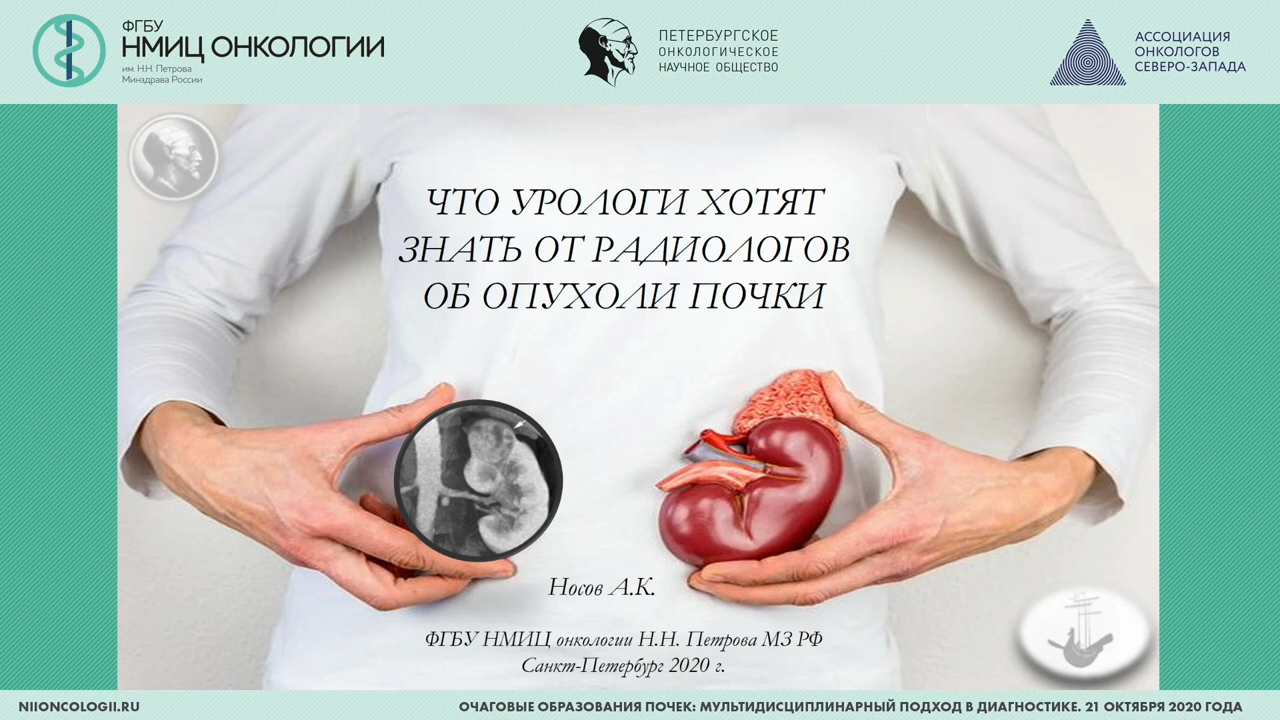 ФГБУ
НМИЦ ОНКОЛОГИИ
им. Н.Н. Петрова
Минздрава России
ПЕТЕРБУРГСКОЕ
ОНКОЛОГИЧЕСКОЕ
НАУЧНОЕ ОБЩЕСТВО
АССОЦИАЦИЯ
ОНКОЛОГОВ
СЕВЕРО-ЗАПАДА
ЧТО УРОЛОГИ ХОТЯТ
ЗНАТЬ ОТ РАДИОЛОГОВ
ОБ ОПУХОЛИ ПОЧКИ
Носов А.К.
ФГБУ НМИЦ онкологии Н.Н. Петрова МЗ РФ
Санкт-Петербург 2020 г.
NIIONCOLOGII.RU
ОЧАГОВЫЕ ОБРАЗОВАНИЯ ПОЧЕК: МУЛЬТИДИСЦИПЛИНАРНЫЙ ПОДХОД В ДИАГНОСТИКЕ. 21 ОКТЯБРЯ 2020 ГОДА